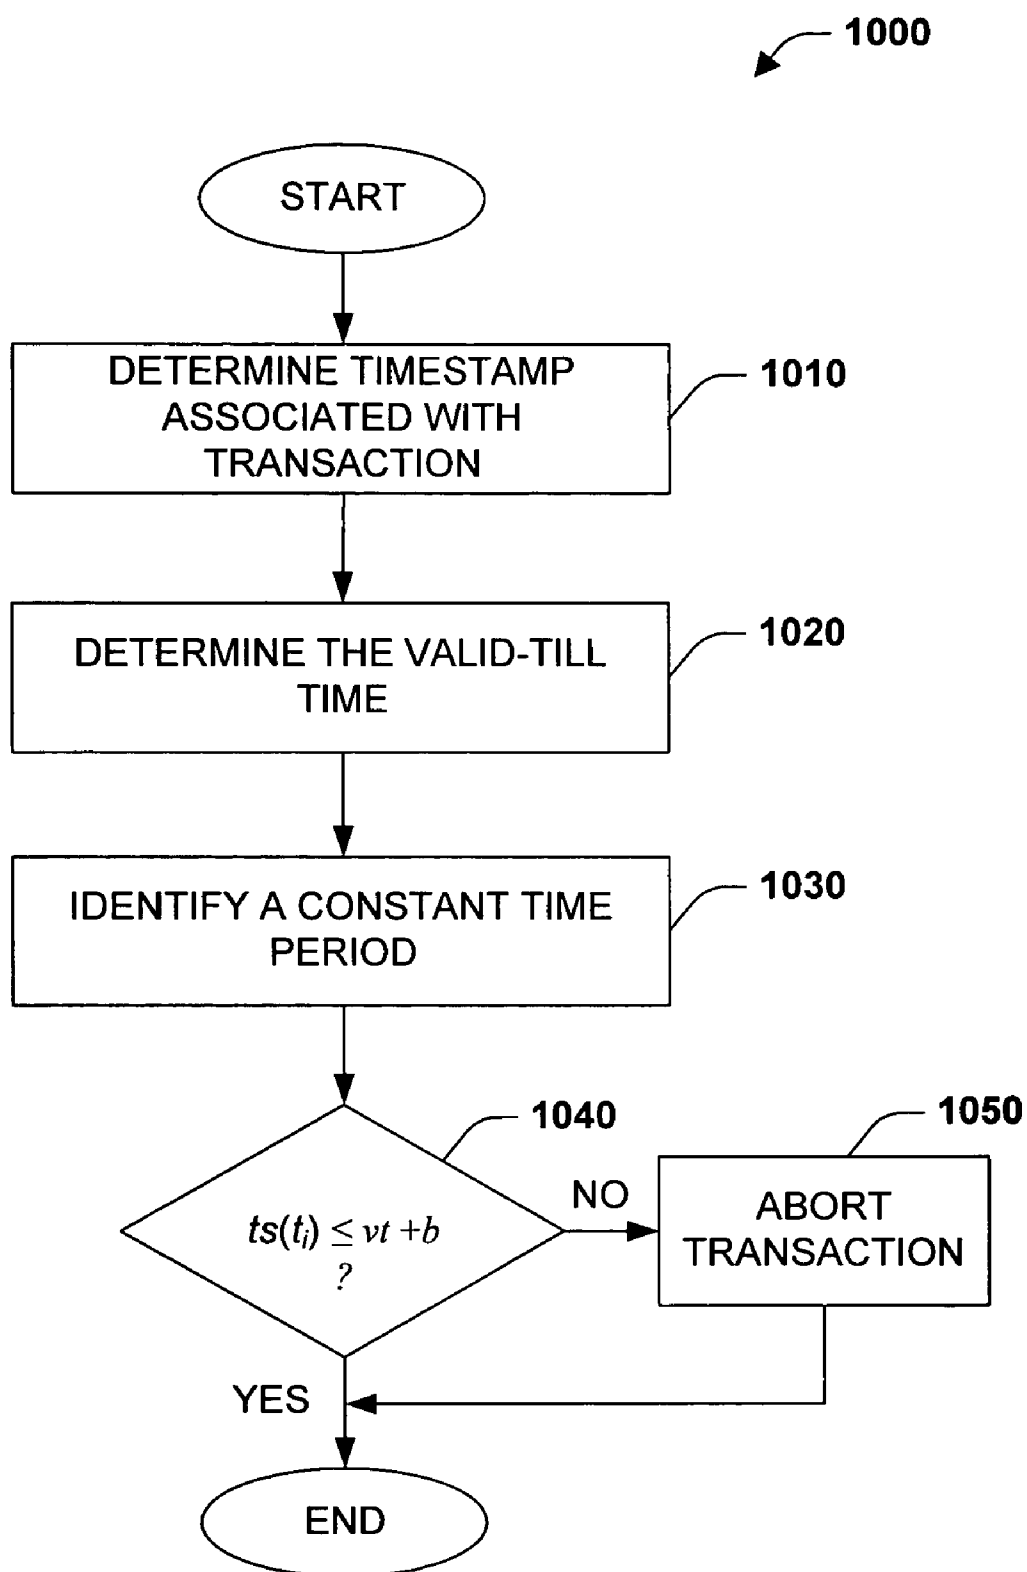 1000
START
DETERMINE TIMESTAMP
ASSOCIATED WITH
TRANSACTION
1010
DETERMINE THE VALID-TILL
TIME
1020
IDENTIFY A CONSTANT TIME
PERIOD
1030
1040
ts(tᵢ) ≤ vt +b
?
NO
1050
ABORT
TRANSACTION
YES
END